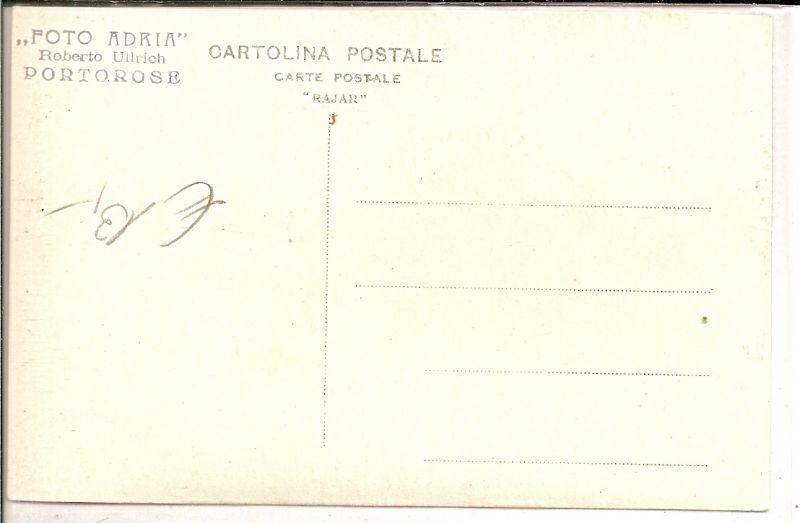 „FOTO ADRIA"
Roberto Ullrich
PORTOROSE
CARTOLINA POSTALE
CARTE POSTALE
"RAJAR"